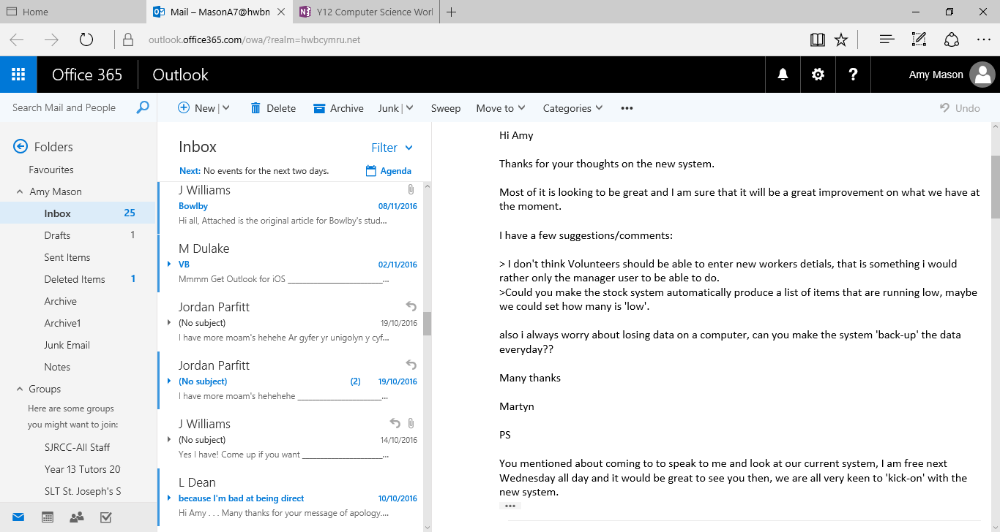 Home
Mail – MasonA7@hwbn
Y12 Computer Science Worl
outlook.office365.com/owa/?realm=hwbcymru.net
Office 365
Outlook
?
Amy Mason
Search Mail and People
New
Delete
Archive
Junk
Sweep
Move to
Categories
Undo
Folders
Favourites
Amy Mason
Inbox 25
Drafts 1
Sent Items
Deleted Items 1
Archive
Archive1
Junk Email
Notes
Groups
Here are some groups
you might want to join:
SJRCC-All Staff
Year 13 Tutors 20
SLT St. Joseph's S
Inbox
Filter
Next: No events for the next two days.
Agenda
J Williams
Bowlby 08/11/2016
Hi all, Attached is the original article for Bowlby's stud...
M Dulake
VB 02/11/2016
Mmmm Get Outlook for iOS ______________________...
Jordan Parfitt
(No subject) 19/10/2016
I have more moam's hehehe Ar gyfer yr unigolyn y cyf...
Jordan Parfitt
(No subject) (2) 19/10/2016
I have more moam's hehehehe ____________________...
J Williams
(No subject) 14/10/2016
Yes I have! Come up if you want ___________________...
L Dean
because I'm bad at being direct 10/10/2016
Hi Amy . . . Many thanks for your message of apology....
Hi Amy
Thanks for your thoughts on the new system.
Most of it is looking to be great and I am sure that it will be a great improvement on what we have at
the moment.
I have a few suggestions/comments:
> I don't think Volunteers should be able to enter new workers detials, that is something i would
rather only the manager user to be able to do.
>Could you make the stock system automatically produce a list of items that are running low, maybe
we could set how many is 'low'.
also i always worry about losing data on a computer, can you make the system 'back-up' the data
everyday??
Many thanks
Martyn
PS
You mentioned about coming to to speak to me and look at our current system, I am free next
Wednesday all day and it would be great to see you then, we are all very keen to 'kick-on' with the
new system.